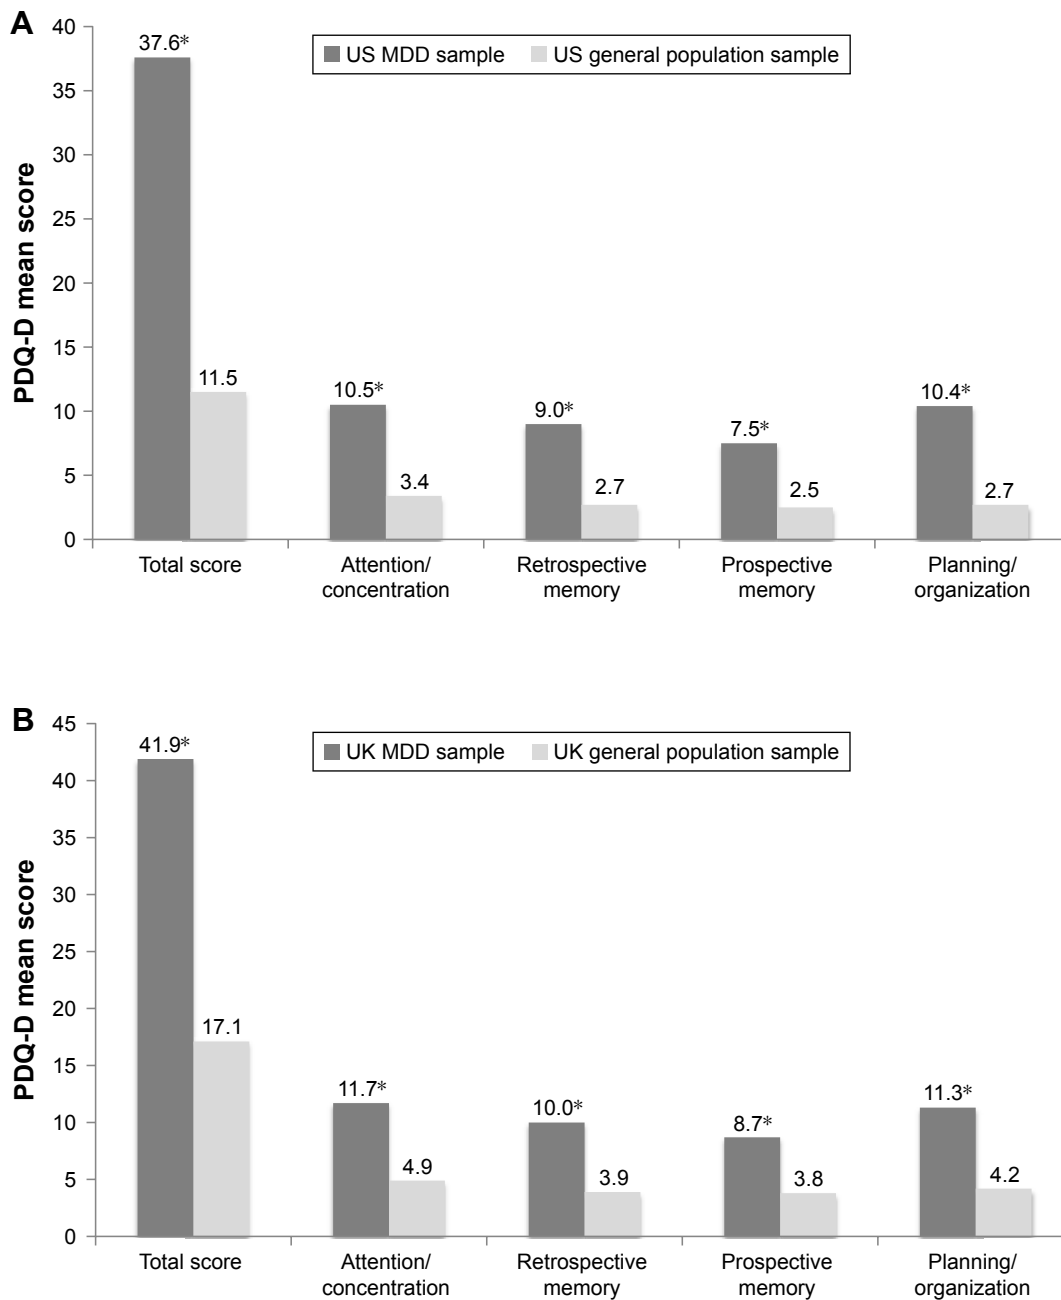 A
US MDD sample US general population sample
PDQ-D mean score
40
35
30
25
20
15
10
5
0
37.6*
11.5
10.5*
3.4
9.0*
2.7
7.5*
2.5
10.4*
2.7
Total score
Attention/
concentration
Retrospective
memory
Prospective
memory
Planning/
organization
B
UK MDD sample UK general population sample
PDQ-D mean score
45
40
35
30
25
20
15
10
5
0
41.9*
17.1
11.7*
4.9
10.0*
3.9
8.7*
3.8
11.3*
4.2
Total score
Attention/
concentration
Retrospective
memory
Prospective
memory
Planning/
organization